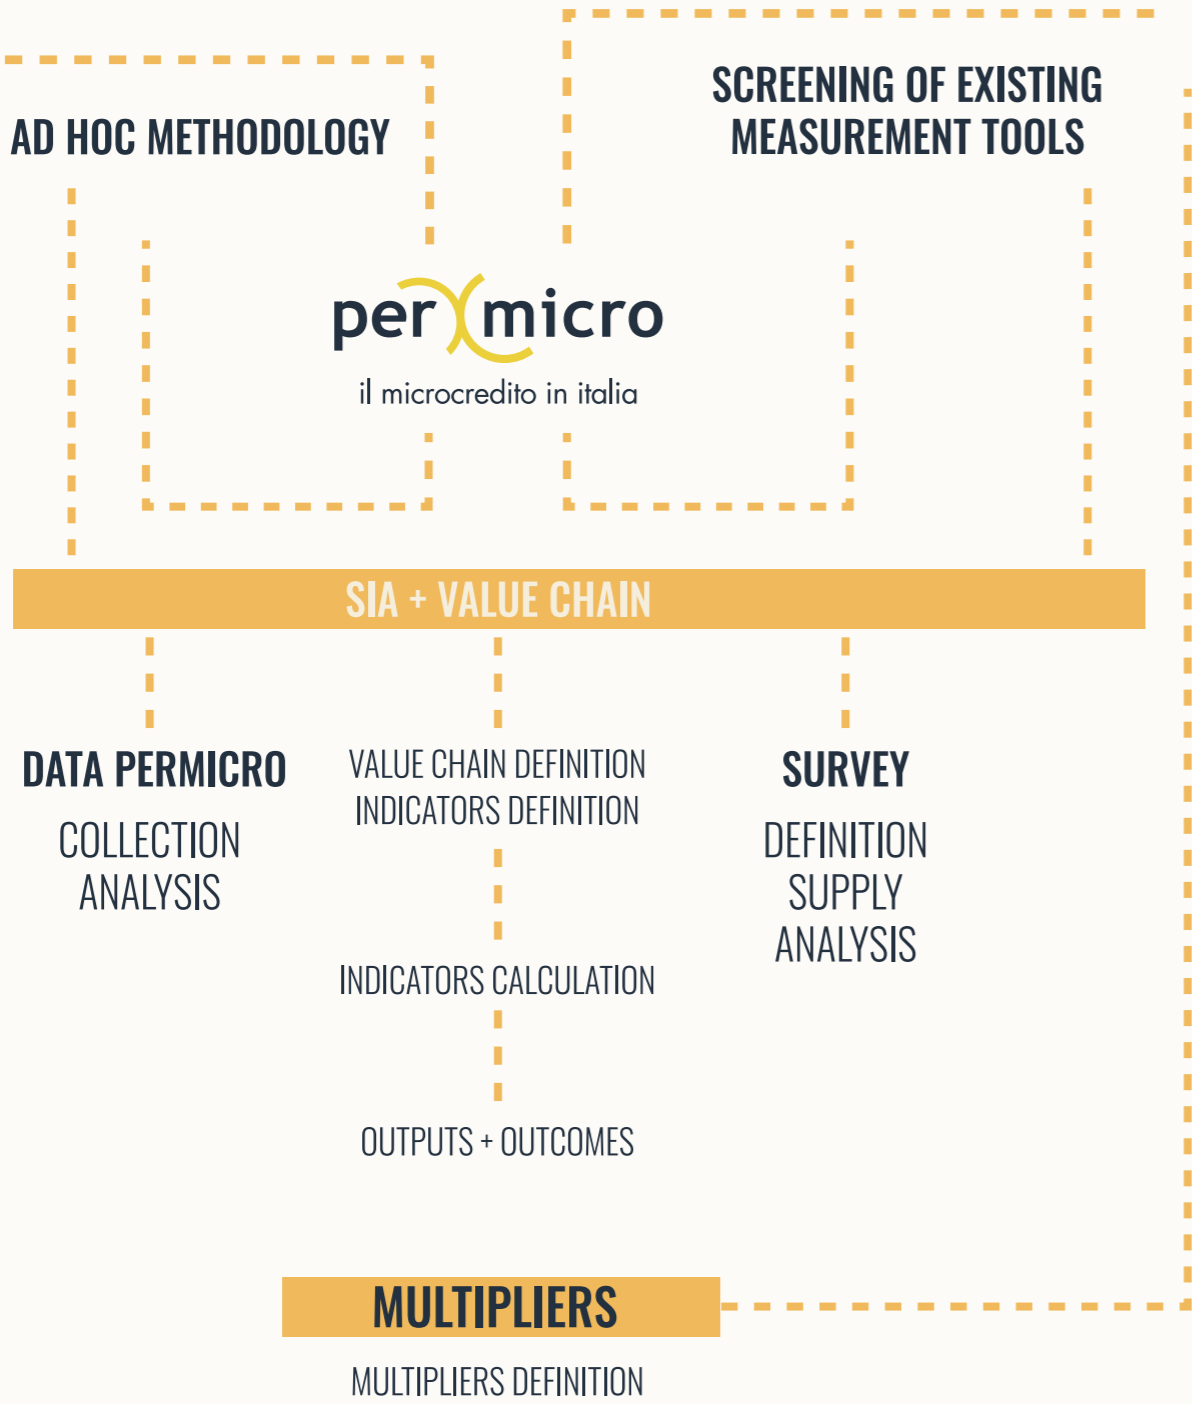 AD HOC METHODOLOGY
SCREENING OF EXISTING
MEASUREMENT TOOLS
per micro
il microcredito in italia
SIA + VALUE CHAIN
DATA PERMICRO
COLLECTION
ANALYSIS
VALUE CHAIN DEFINITION
INDICATORS DEFINITION
INDICATORS CALCULATION
OUTPUTS + OUTCOMES
SURVEY
DEFINITION
SUPPLY
ANALYSIS
MULTIPLIERS
MULTIPLIERS DEFINITION